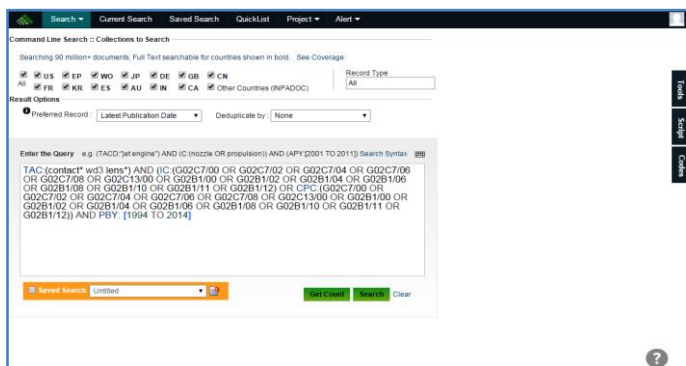 Search Current Search Saved Search QuickList Project Alert
Command Line Search :: Collections to Search
Searching 90 million+ documents. Full Text searchable for countries shown in bold. See Coverage
All US EP WO JP DE GB CN
FR KR ES AU IN CA Other Countries (INPADOC)
Record Type
All
Result Options
Preferred Record : Latest Publication Date Deduplicate by : None
Enter the Query e.g. (TACD:"jet engine") AND (C:(nozzle OR propulsion)) AND (APY:[2001 TO 2011]) Search Syntax
TAC:(contact* wd3 lens*) AND (IC:(G02C7/00 OR G02C7/02 OR G02C7/04 OR G02C7/06
OR G02C7/08 OR G02C13/00 OR G02B1/00 OR G02B1/02 OR G02B1/04 OR G02B1/06
OR G02B1/08 OR G02B1/10 OR G02B1/11 OR G02B1/12) OR CPC:(G02C7/00 OR
G02C7/02 OR G02C7/04 OR G02C7/06 OR G02C7/08 OR G02C13/00 OR G02B1/00 OR
G02B1/02 OR G02B1/04 OR G02B1/06 OR G02B1/08 OR G02B1/10 OR G02B1/11 OR
G02B1/12)) AND PBY: [1994 TO 2014]
Saved Search Untitled Get Count Search Clear
Tools
Script
Codes
?